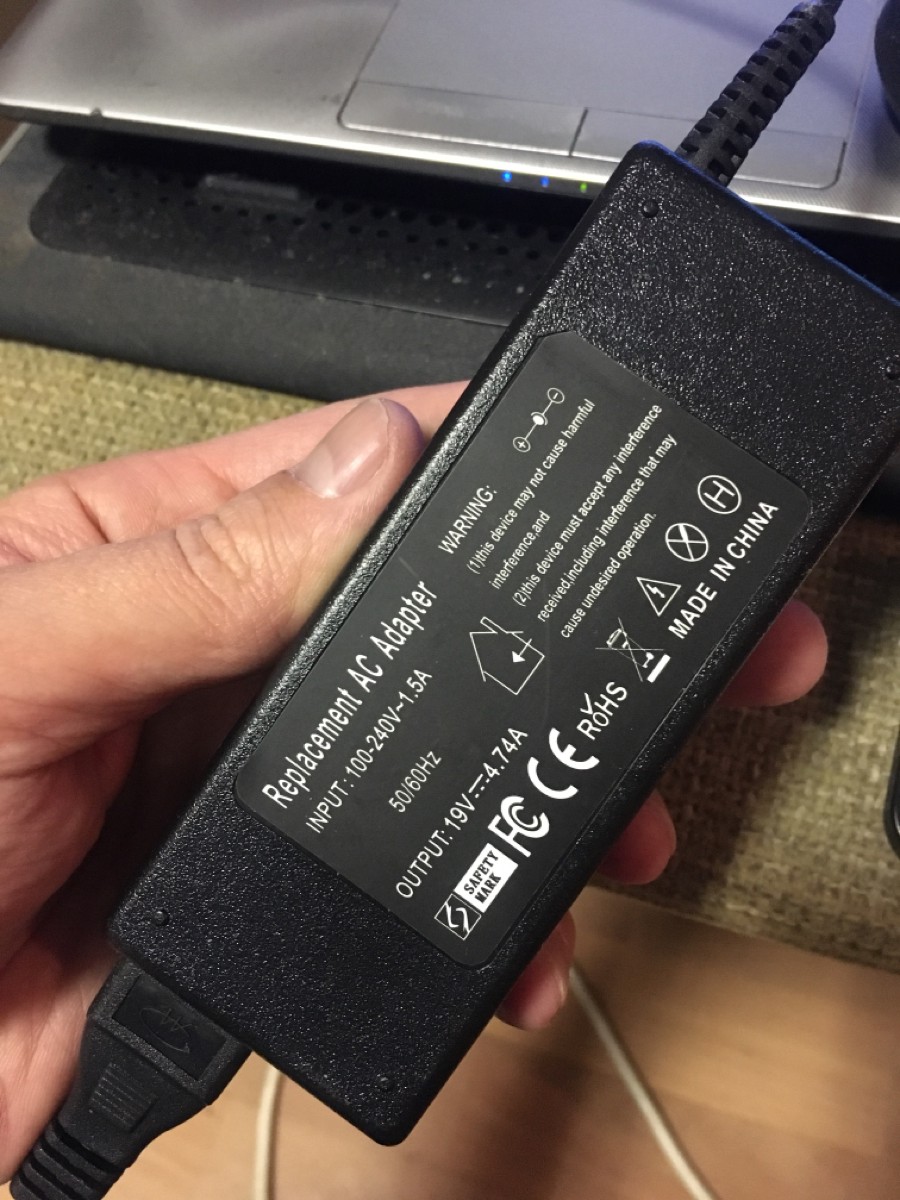 Replacement AC Adapter
INPUT: 100-240V~1.5A
50/60Hz
OUTPUT: 19V⎓4.74A
SAFETY
MARK
FC CE RoHS
WARNING:
(1)this device may not cause harmful
interference,and
(2)this device must accept any interference
received,including interference that may
cause undesired operation.
H
MADE IN CHINA